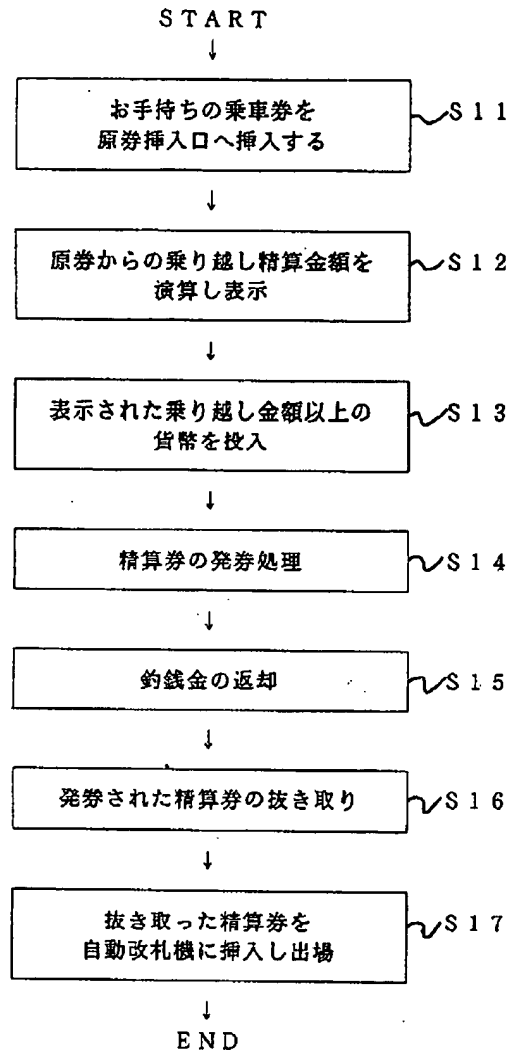 START
↓
お手持ちの乗車券を
原券挿入口へ挿入する
S11
↓
原券からの乗り越し精算金額を
演算し表示
S12
↓
表示された乗り越し金額以上の
貨幣を投入
S13
↓
精算券の発券処理
S14
↓
釣銭金の返却
S15
↓
発券された精算券の抜き取り
S16
↓
抜き取った精算券を
自動改札機に挿入し出場
S17
↓
END